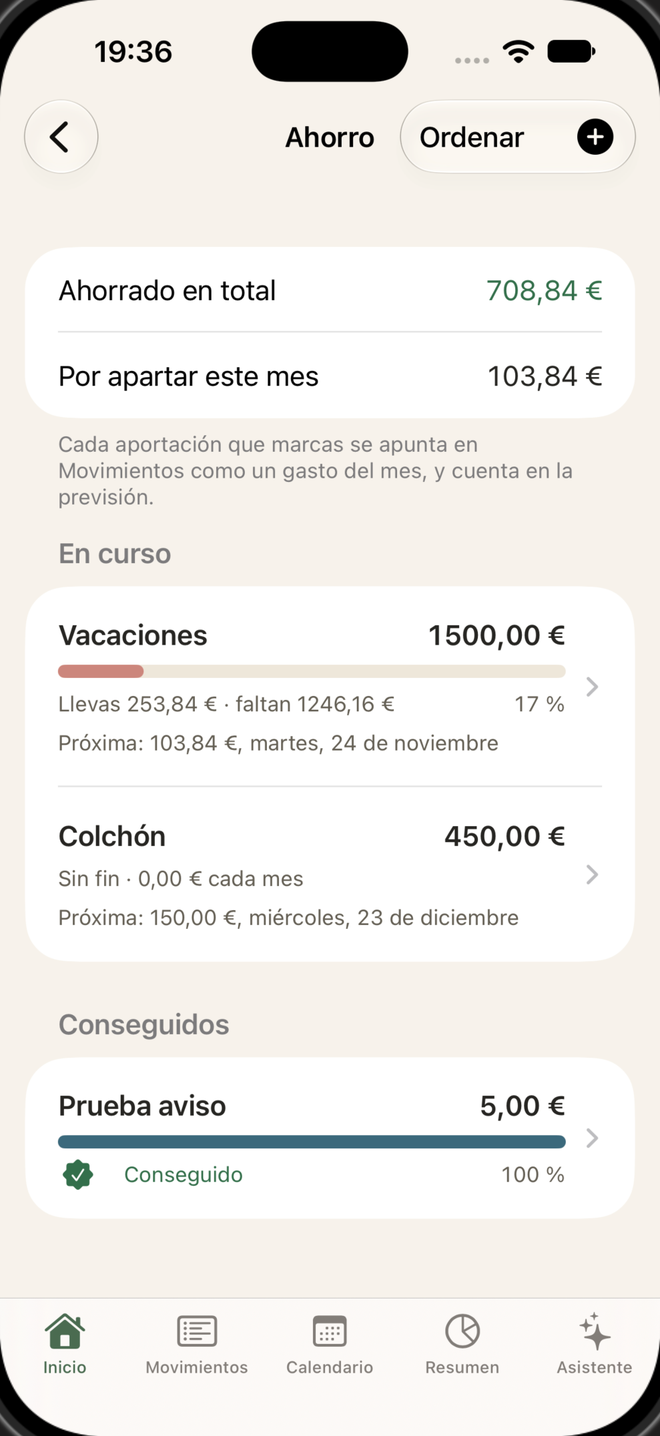 19:36
Ahorro
Ordenar
Ahorrado en total 708,84 €
Por apartar este mes 103,84 €
Cada aportación que marcas se apunta en
Movimientos como un gasto del mes, y cuenta en la
previsión.
En curso
Vacaciones 1500,00 €
Llevas 253,84 € · faltan 1246,16 € 17 %
Próxima: 103,84 €, martes, 24 de noviembre
Colchón 450,00 €
Sin fin · 0,00 € cada mes
Próxima: 150,00 €, miércoles, 23 de diciembre
Conseguidos
Prueba aviso 5,00 €
Conseguido 100 %
Inicio Movimientos Calendario Resumen Asistente